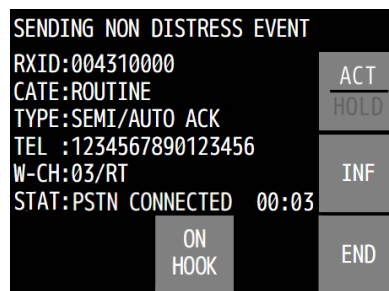 SENDING NON DISTRESS EVENT
RXID:004310000
CATE:ROUTINE
TYPE:SEMI/AUTO ACK
TEL :1234567890123456
W-CH:03/RT
STAT:PSTN CONNECTED 00:03
ACT
HOLD
INF
ON
HOOK
END